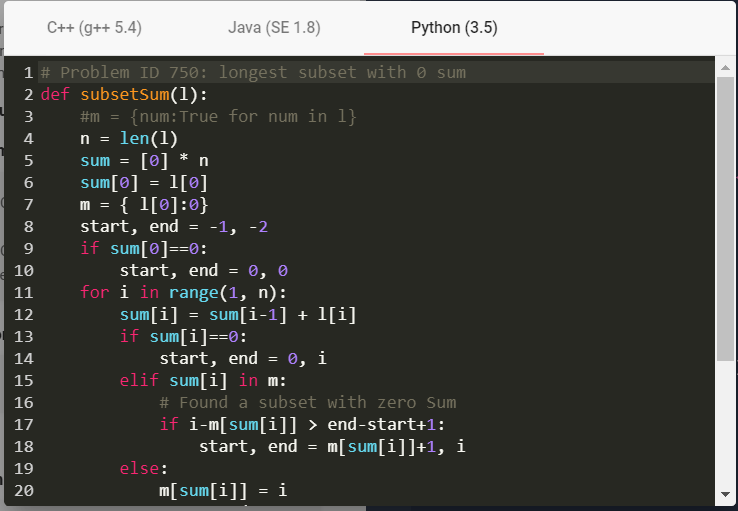 C++ (g++ 5.4) Java (SE 1.8) Python (3.5)
1 # Problem ID 750: longest subset with 0 sum
2 def subsetSum(l):
3     #m = {num:True for num in l}
4     n = len(l)
5     sum = [0] * n
6     sum[0] = l[0]
7     m = { l[0]:0}
8     start, end = -1, -2
9     if sum[0]==0:
10         start, end = 0, 0
11     for i in range(1, n):
12         sum[i] = sum[i-1] + l[i]
13         if sum[i]==0:
14             start, end = 0, i
15         elif sum[i] in m:
16             # Found a subset with zero Sum
17             if i-m[sum[i]] > end-start+1:
18                 start, end = m[sum[i]]+1, i
19         else:
20             m[sum[i]] = i